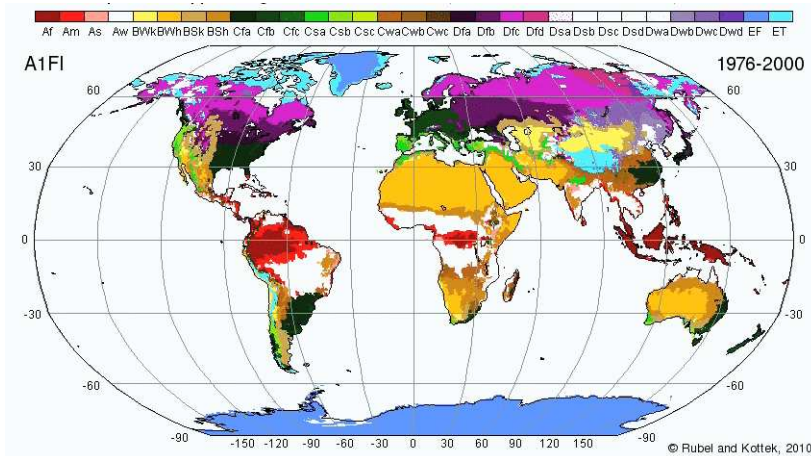 Af Am As Aw BWk BWh BSk BSh Cfa Cfb Cfc Csa Csb Csc Cwa Cwb Cwc Dfa Dfb Dfc Dfd Dsa Dsb Dsc Dsd Dwa Dwb Dwc Dwd EF ET
A1FI 1976-2000
60 60
30 30
0 0
-30 -30
-60 -60
-90 -150 -120 -90 -60 -30 0 30 60 90 120 150 -90
© Rubel and Kottek, 2010